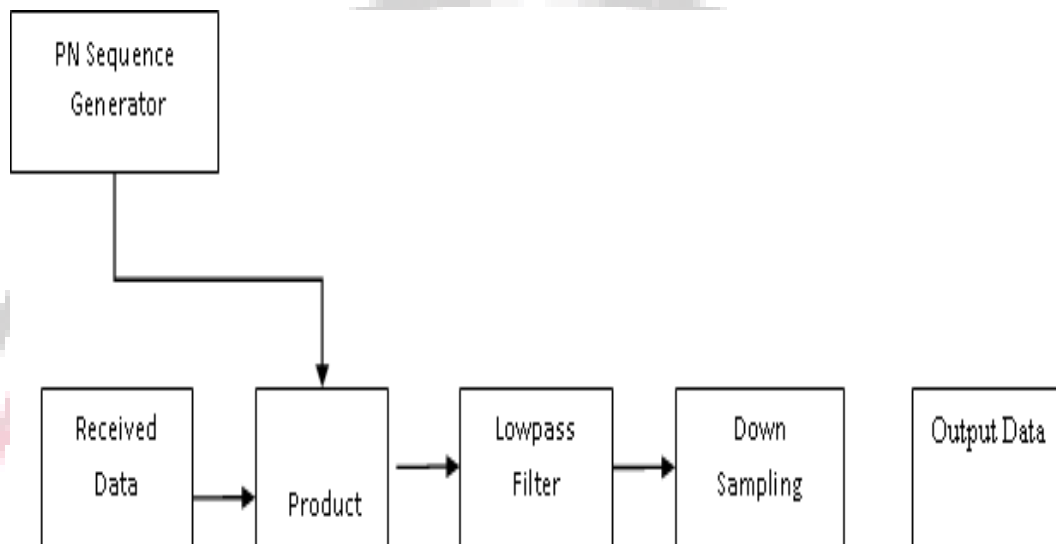 PN Sequence
Generator
Received
Data
Product
Lowpass
Filter
Down
Sampling
Output Data